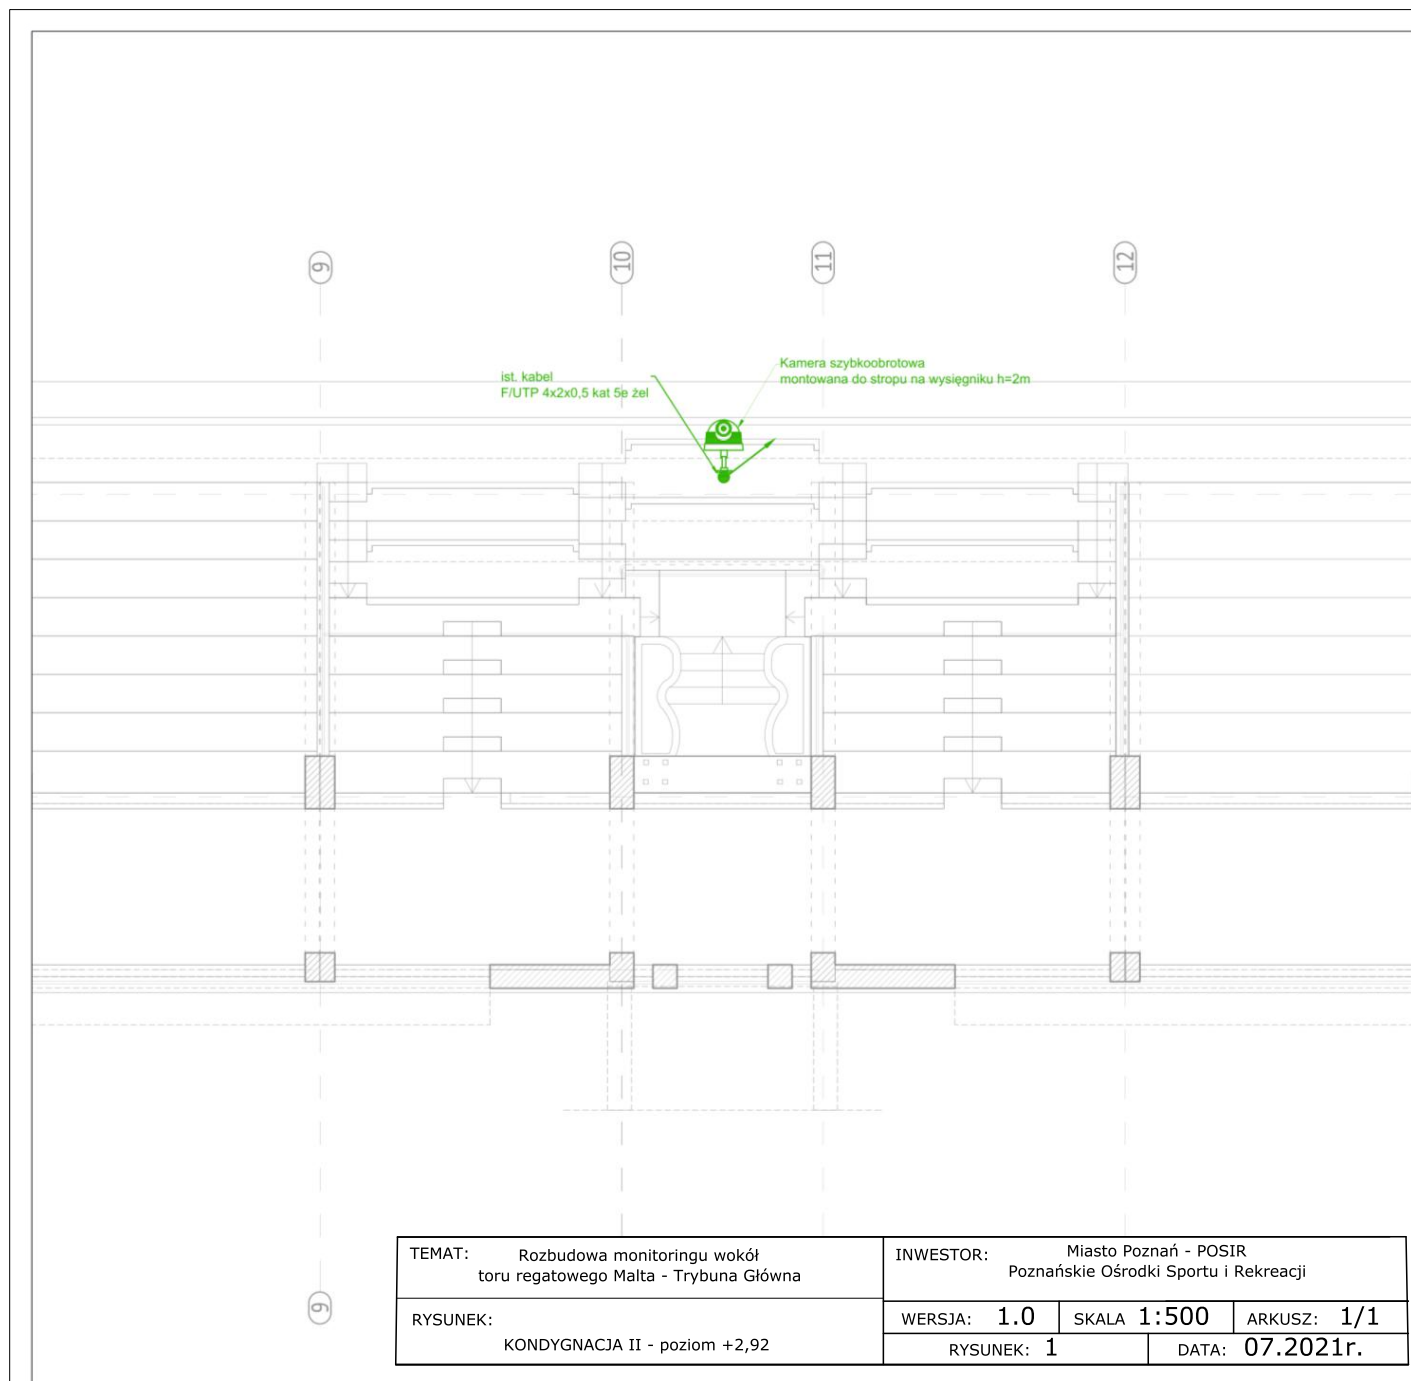 9
10
11
12
Kamera szybkoobrotowa
montowana do stropu na wysięgniku h=2m
ist. kabel
F/UTP 4x2x0,5 kat 5e żel
9
TEMAT: Rozbudowa monitoringu wokół
toru regatowego Malta - Trybuna Główna
INWESTOR: Miasto Poznań - POSIR
Poznańskie Ośrodki Sportu i Rekreacji
RYSUNEK:
KONDYGNACJA II - poziom +2,92
WERSJA: 1.0
SKALA 1:500
ARKUSZ: 1/1
RYSUNEK: 1
DATA: 07.2021r.